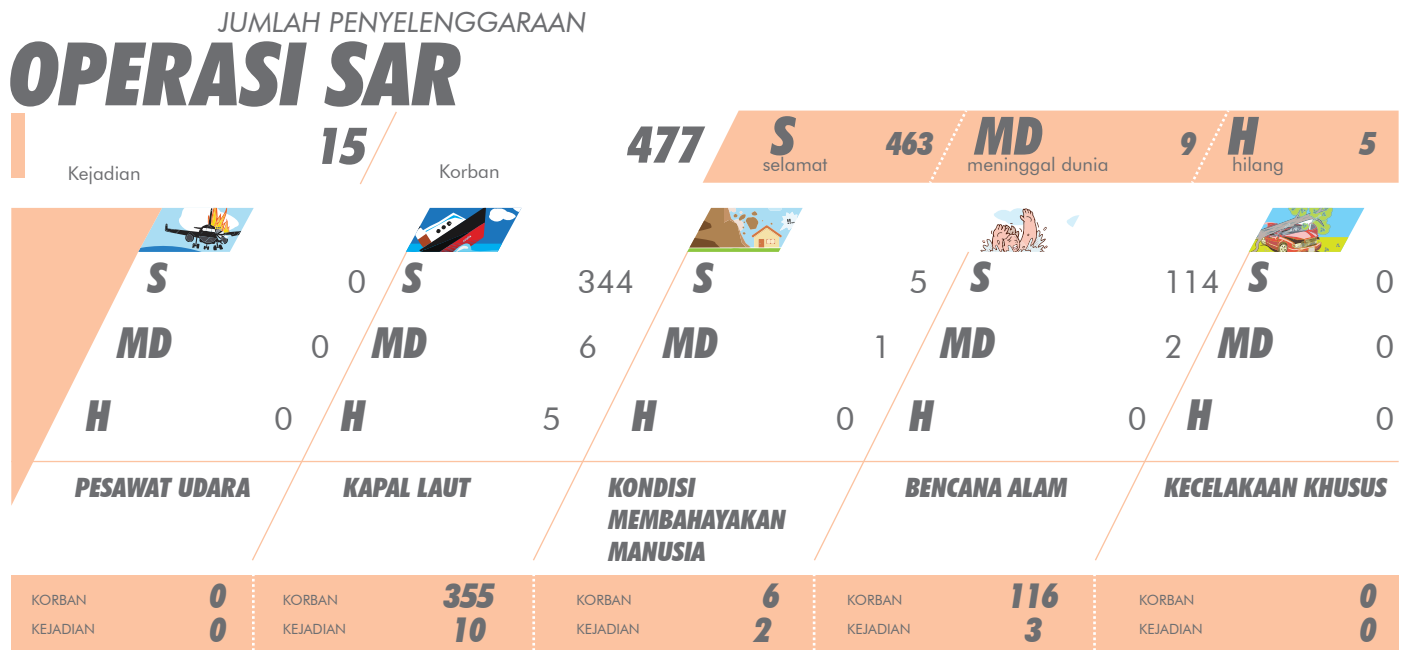 JUMLAH PENYELENGGARAAN
OPERASI SAR
Kejadian 15
Korban 477
S selamat 463
MD meninggal dunia 9
H hilang 5
S 0 S 344 S 5 S 114 S 0
MD 0 MD 6 MD 1 MD 2 MD 0
H 0 H 5 H 0 H 0 H 0
PESAWAT UDARA
KAPAL LAUT
KONDISI
MEMBAHAYAKAN
MANUSIA
BENCANA ALAM
KECELAKAAN KHUSUS
KORBAN 0 KORBAN 355 KORBAN 6 KORBAN 116 KORBAN 0
KEJADIAN 0 KEJADIAN 10 KEJADIAN 2 KEJADIAN 3 KEJADIAN 0